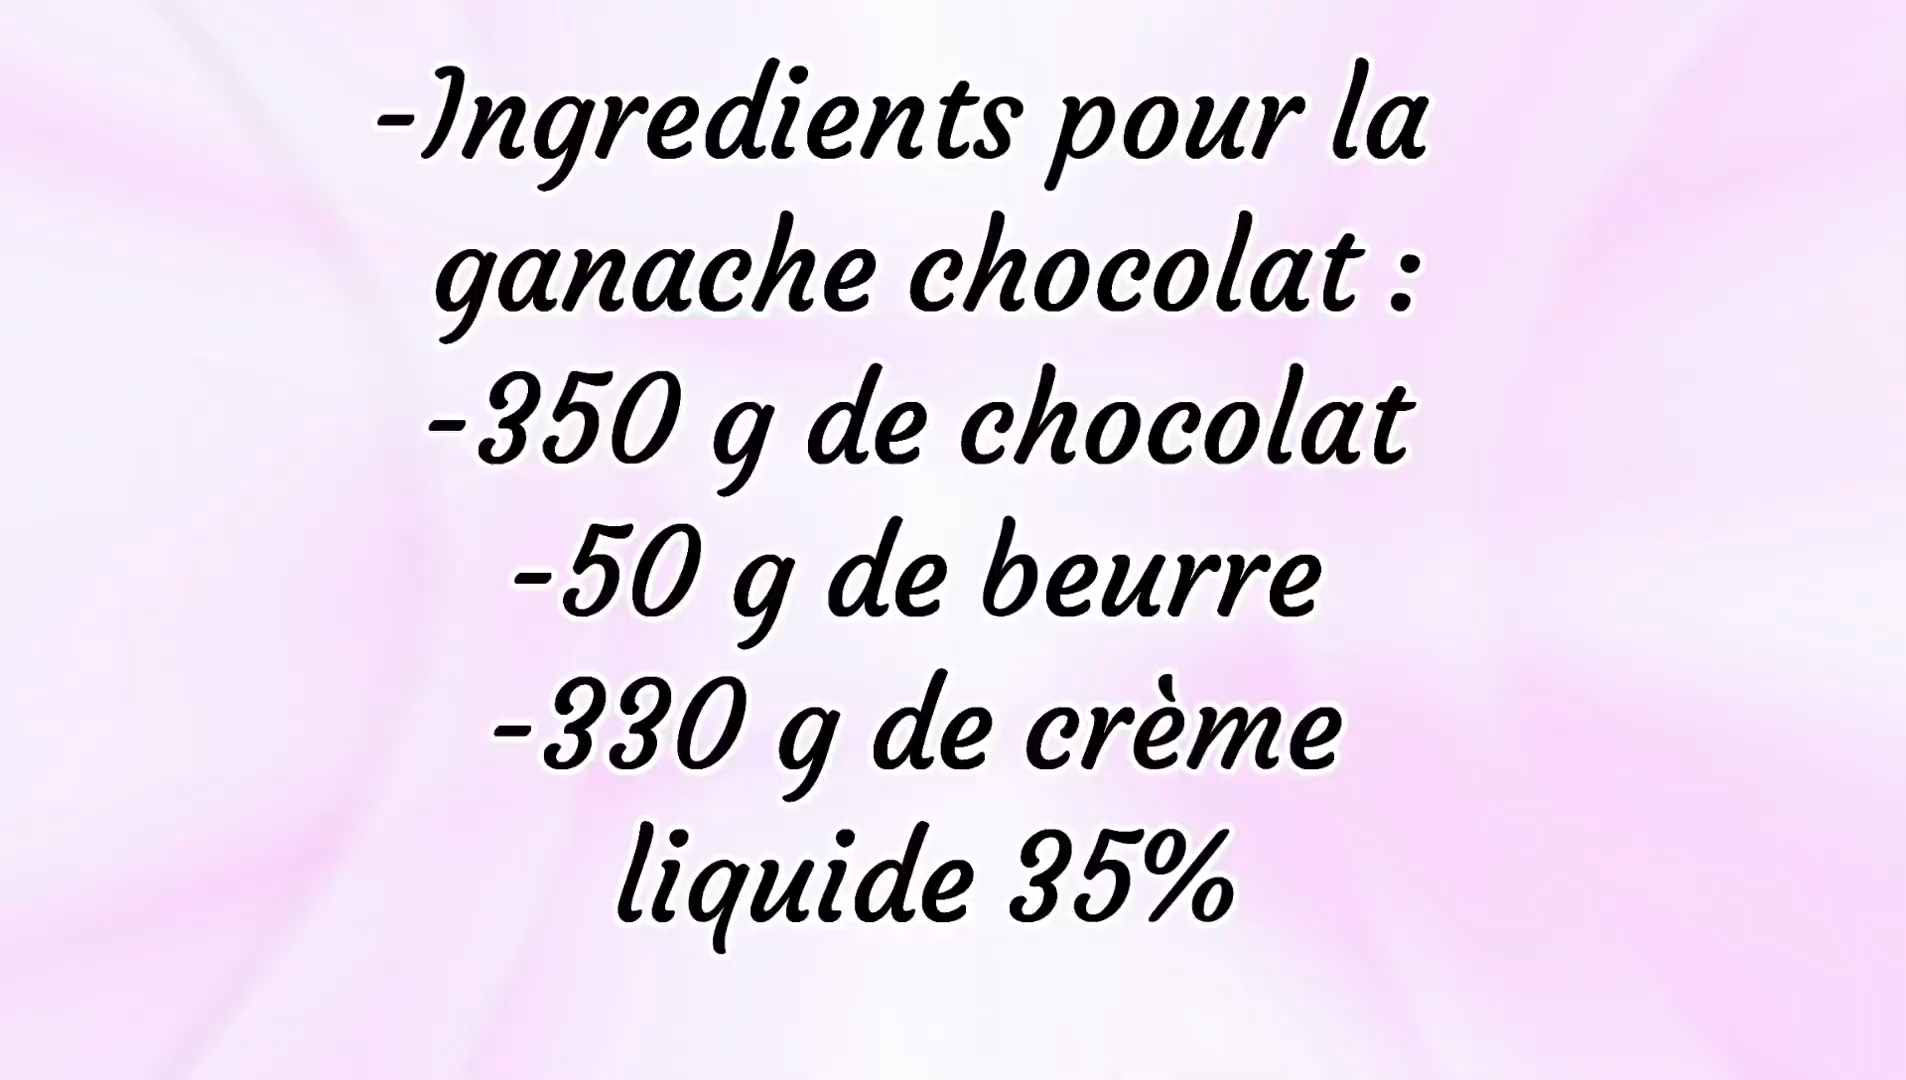 -Ingredients pour la
ganache chocolat :
-350 g de chocolat
-50 g de beurre
-330 g de crème
liquide 35%